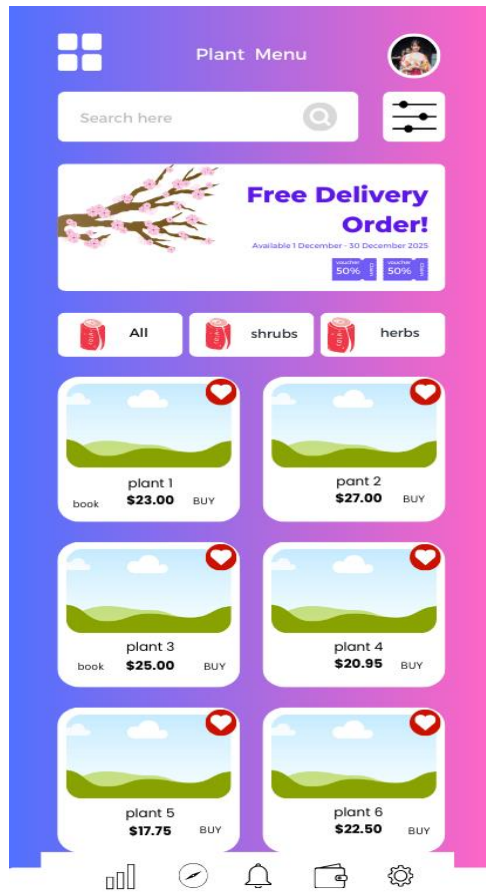 Plant Menu
Search here
Free Delivery
Order!
Available 1 December - 30 December 2025
voucher
50%
voucher
50%
All
shrubs
herbs
plant 1
book $23.00 BUY
pant 2
$27.00 BUY
plant 3
book $25.00 BUY
plant 4
$20.95 BUY
plant 5
$17.75 BUY
plant 6
$22.50 BUY